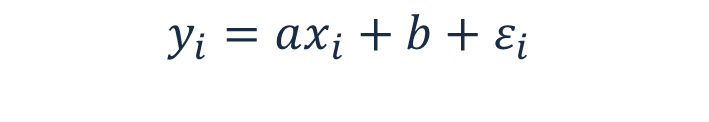 yᵢ = axᵢ + b + εᵢ